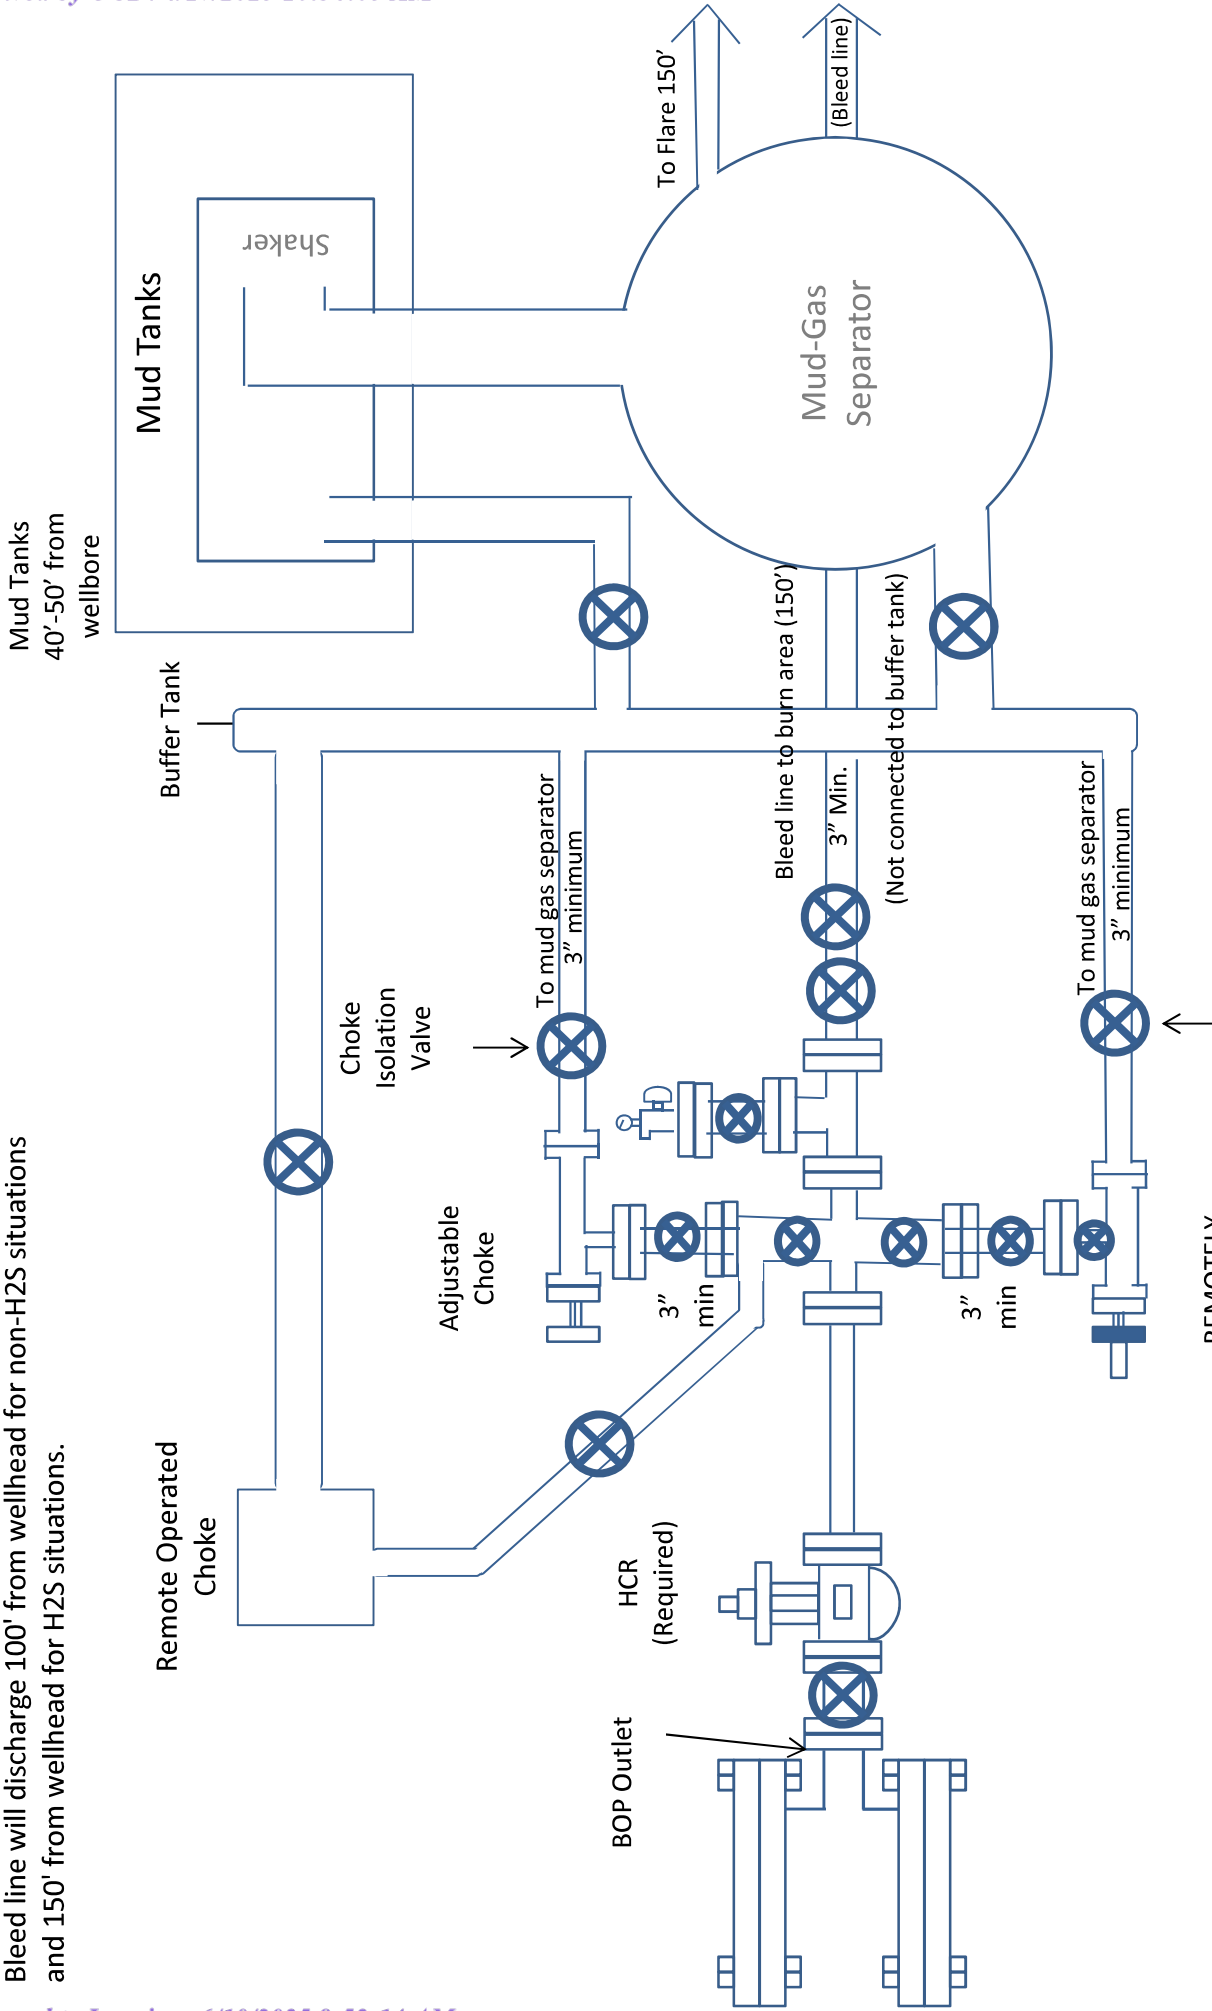 Bleed line will discharge 100' from wellhead for non-H2S situations
and 150' from wellhead for H2S situations.
Mud Tanks
40’-50’ from
wellbore
Mud Tanks
Shaker
Buffer Tank
Remote Operated
Choke
Choke
Isolation
Valve
Adjustable
Choke
To mud gas separator
3” minimum
To Flare 150’
(Bleed line)
Mud-Gas
Separator
Bleed line to burn area (150’)
3” Min.
(Not connected to buffer tank)
3”
min
3”
min
HCR
(Required)
BOP Outlet
To mud gas separator
3” minimum